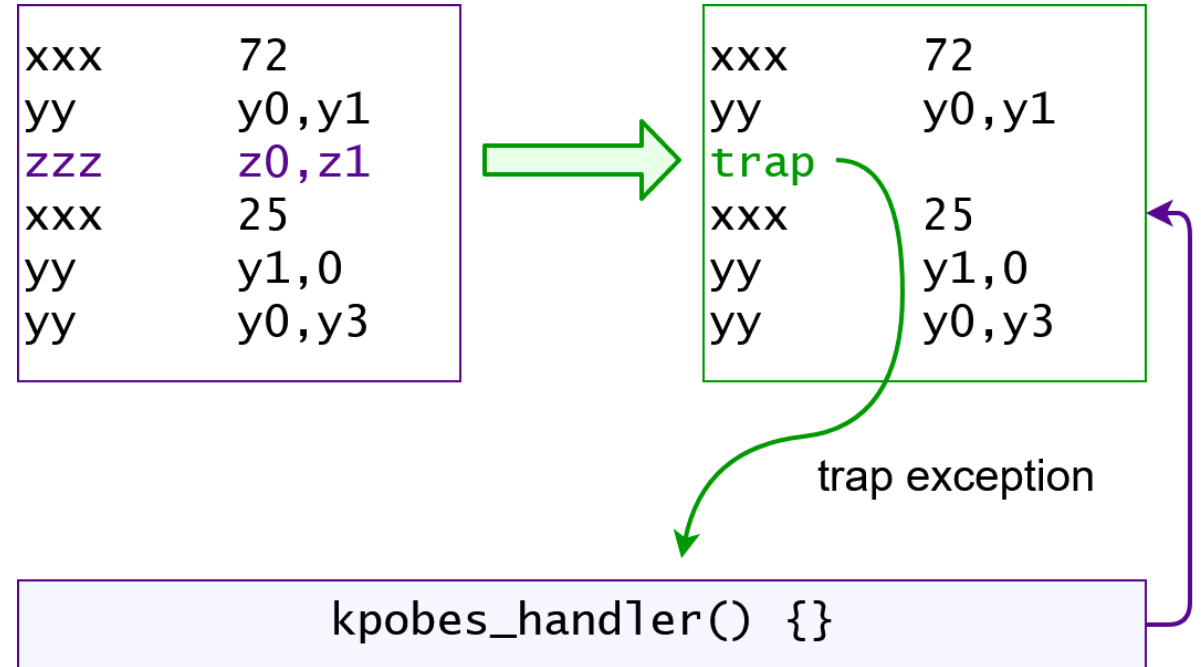 xxx 72
yy y0,y1
zzz z0,z1
xxx 25
yy y1,0
yy y0,y3
xxx 72
yy y0,y1
trap
xxx 25
yy y1,0
yy y0,y3
trap exception
kpobes_handler() {}